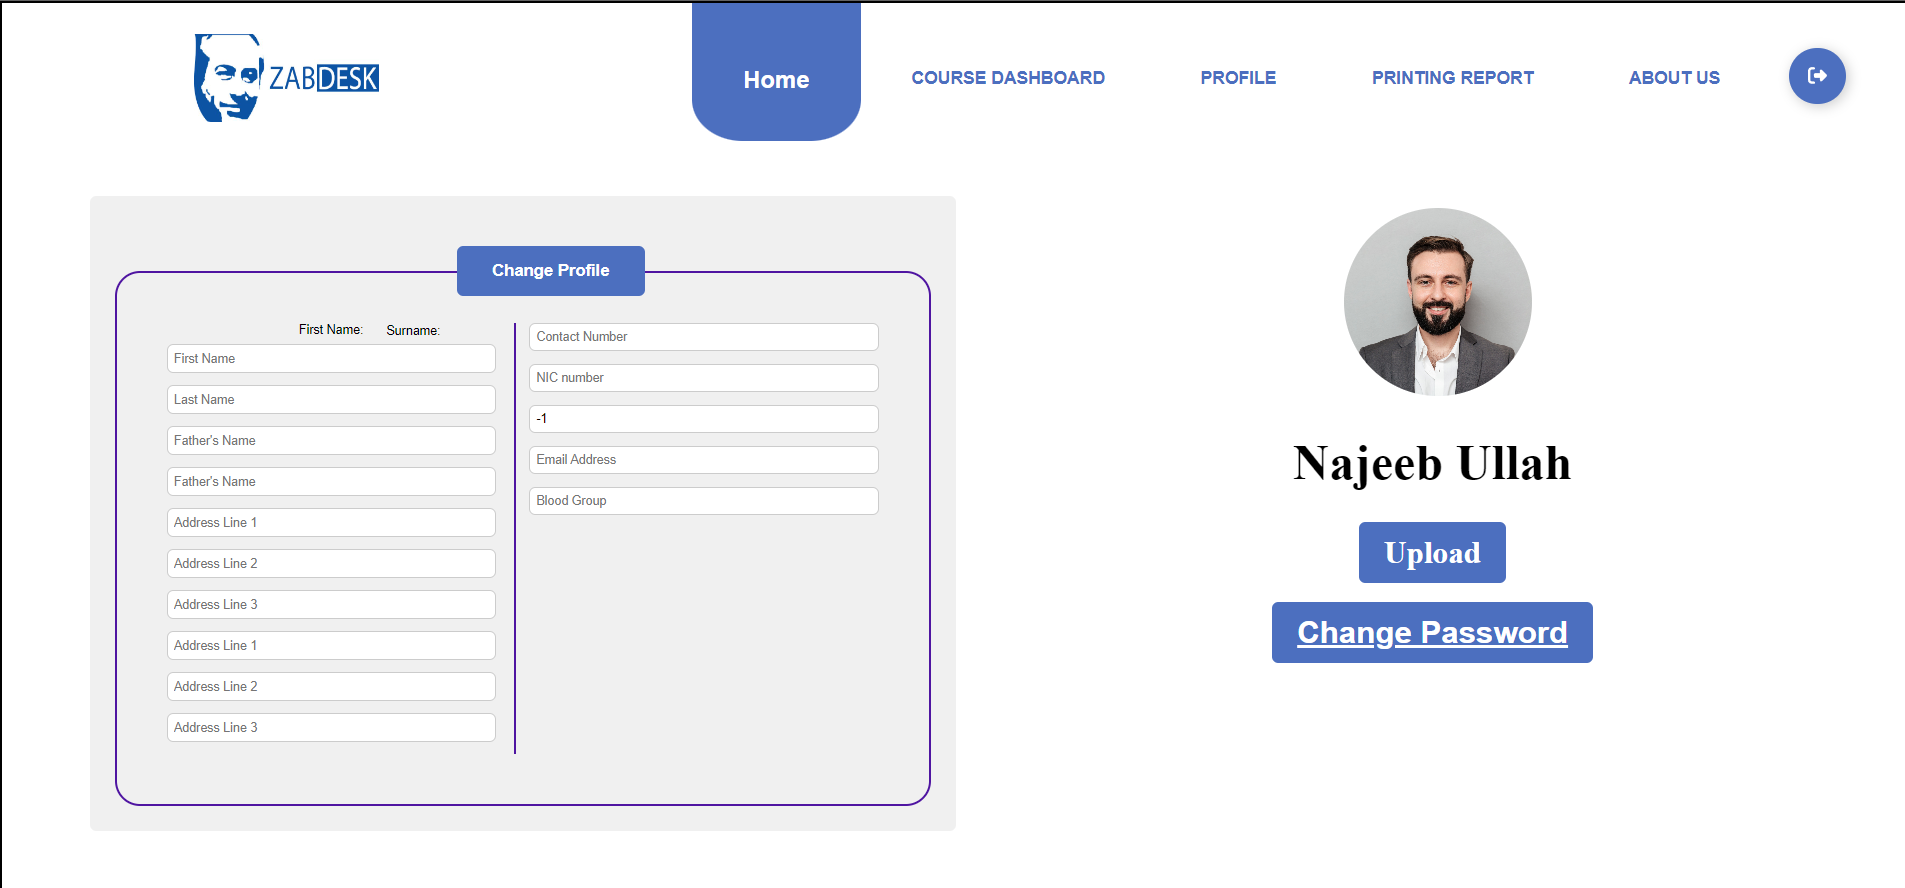 ZABDESK
Home
COURSE DASHBOARD
PROFILE
PRINTING REPORT
ABOUT US
Change Profile
First Name: Surname:
First Name
Last Name
Father's Name
Father's Name
Address Line 1
Address Line 2
Address Line 3
Address Line 1
Address Line 2
Address Line 3
Contact Number
NIC number
-1
Email Address
Blood Group
Najeeb Ullah
Upload
Change Password